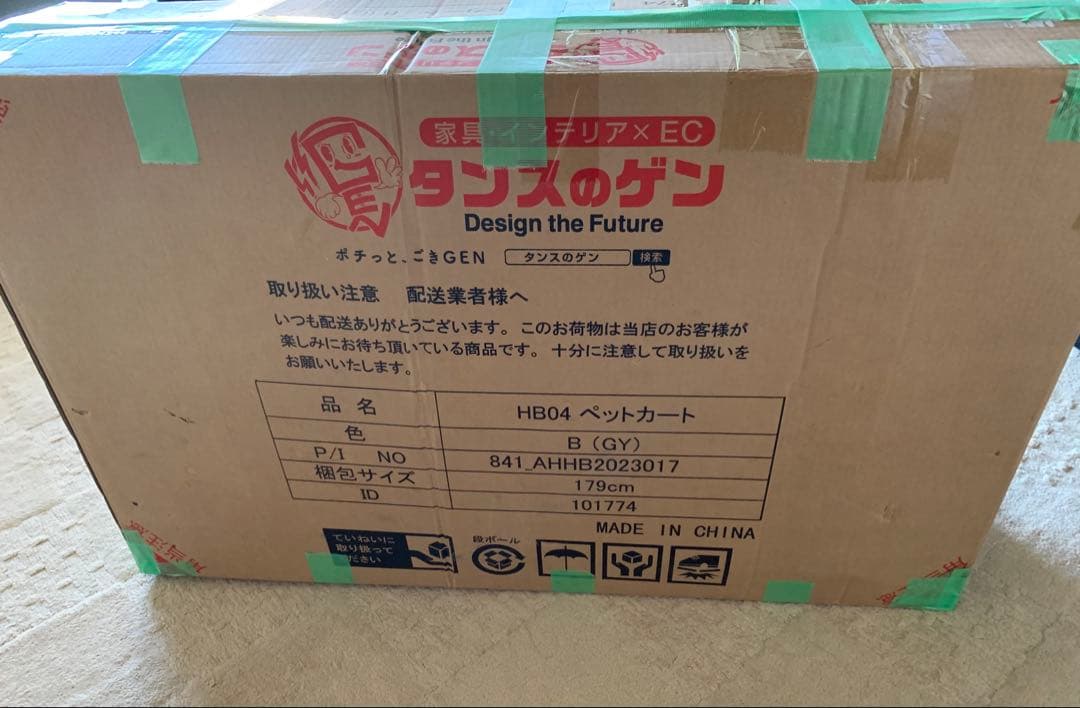 家具・インテリア×EC
GEN
タンスのゲン
Design the Future
ポチっと、ごきGEN タンスのゲン 検索
取り扱い注意 配送業者様へ
いつも配送ありがとうございます。このお荷物は当店のお客様が
楽しみにお待ち頂いている商品です。十分に注意して取り扱いを
お願いいたします。
品名 HB04 ペットカート
色 B（GY）
P/I NO 841_AHHB2023017
梱包サイズ 179cm
ID 101774
MADE IN CHINA
ていねいに
取り扱って
ください
段ボール
角当注意